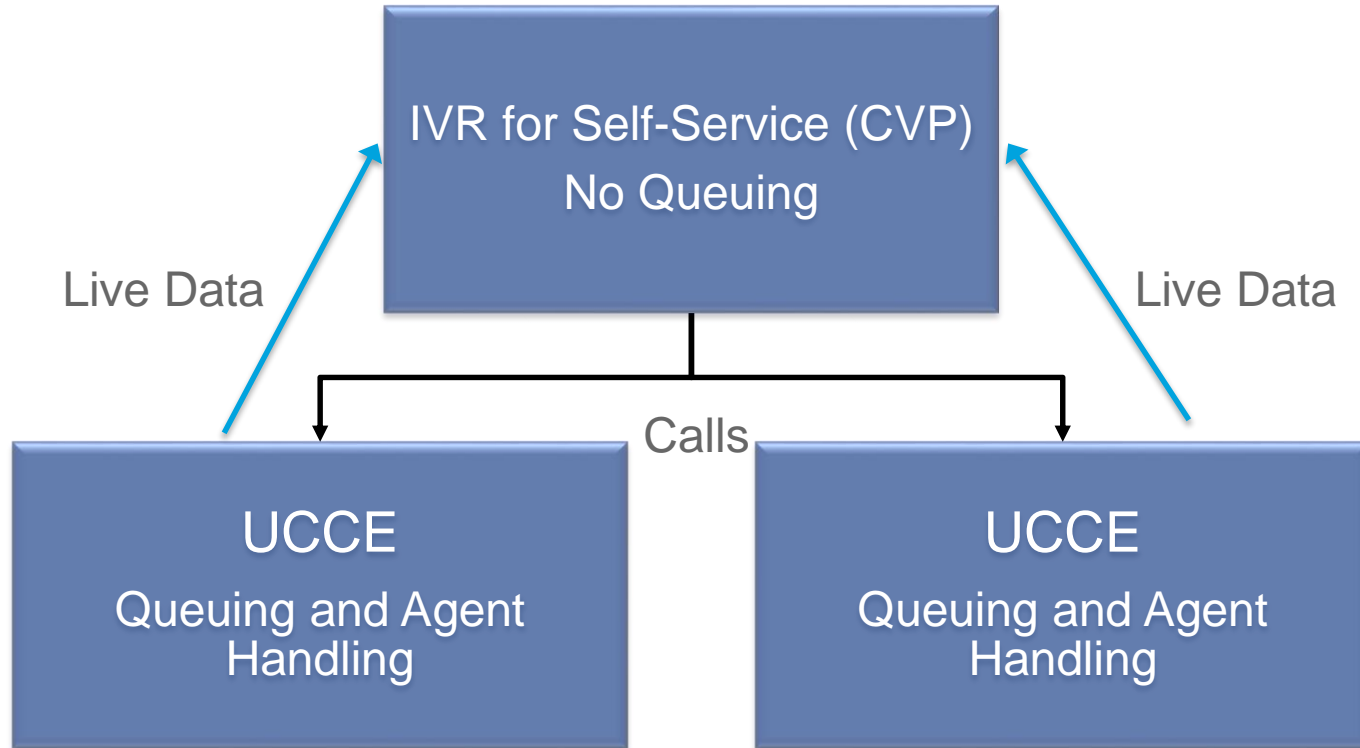 IVR for Self-Service (CVP)
No Queuing
Live Data
Live Data
Calls
UCCE
Queuing and Agent
Handling
UCCE
Queuing and Agent
Handling